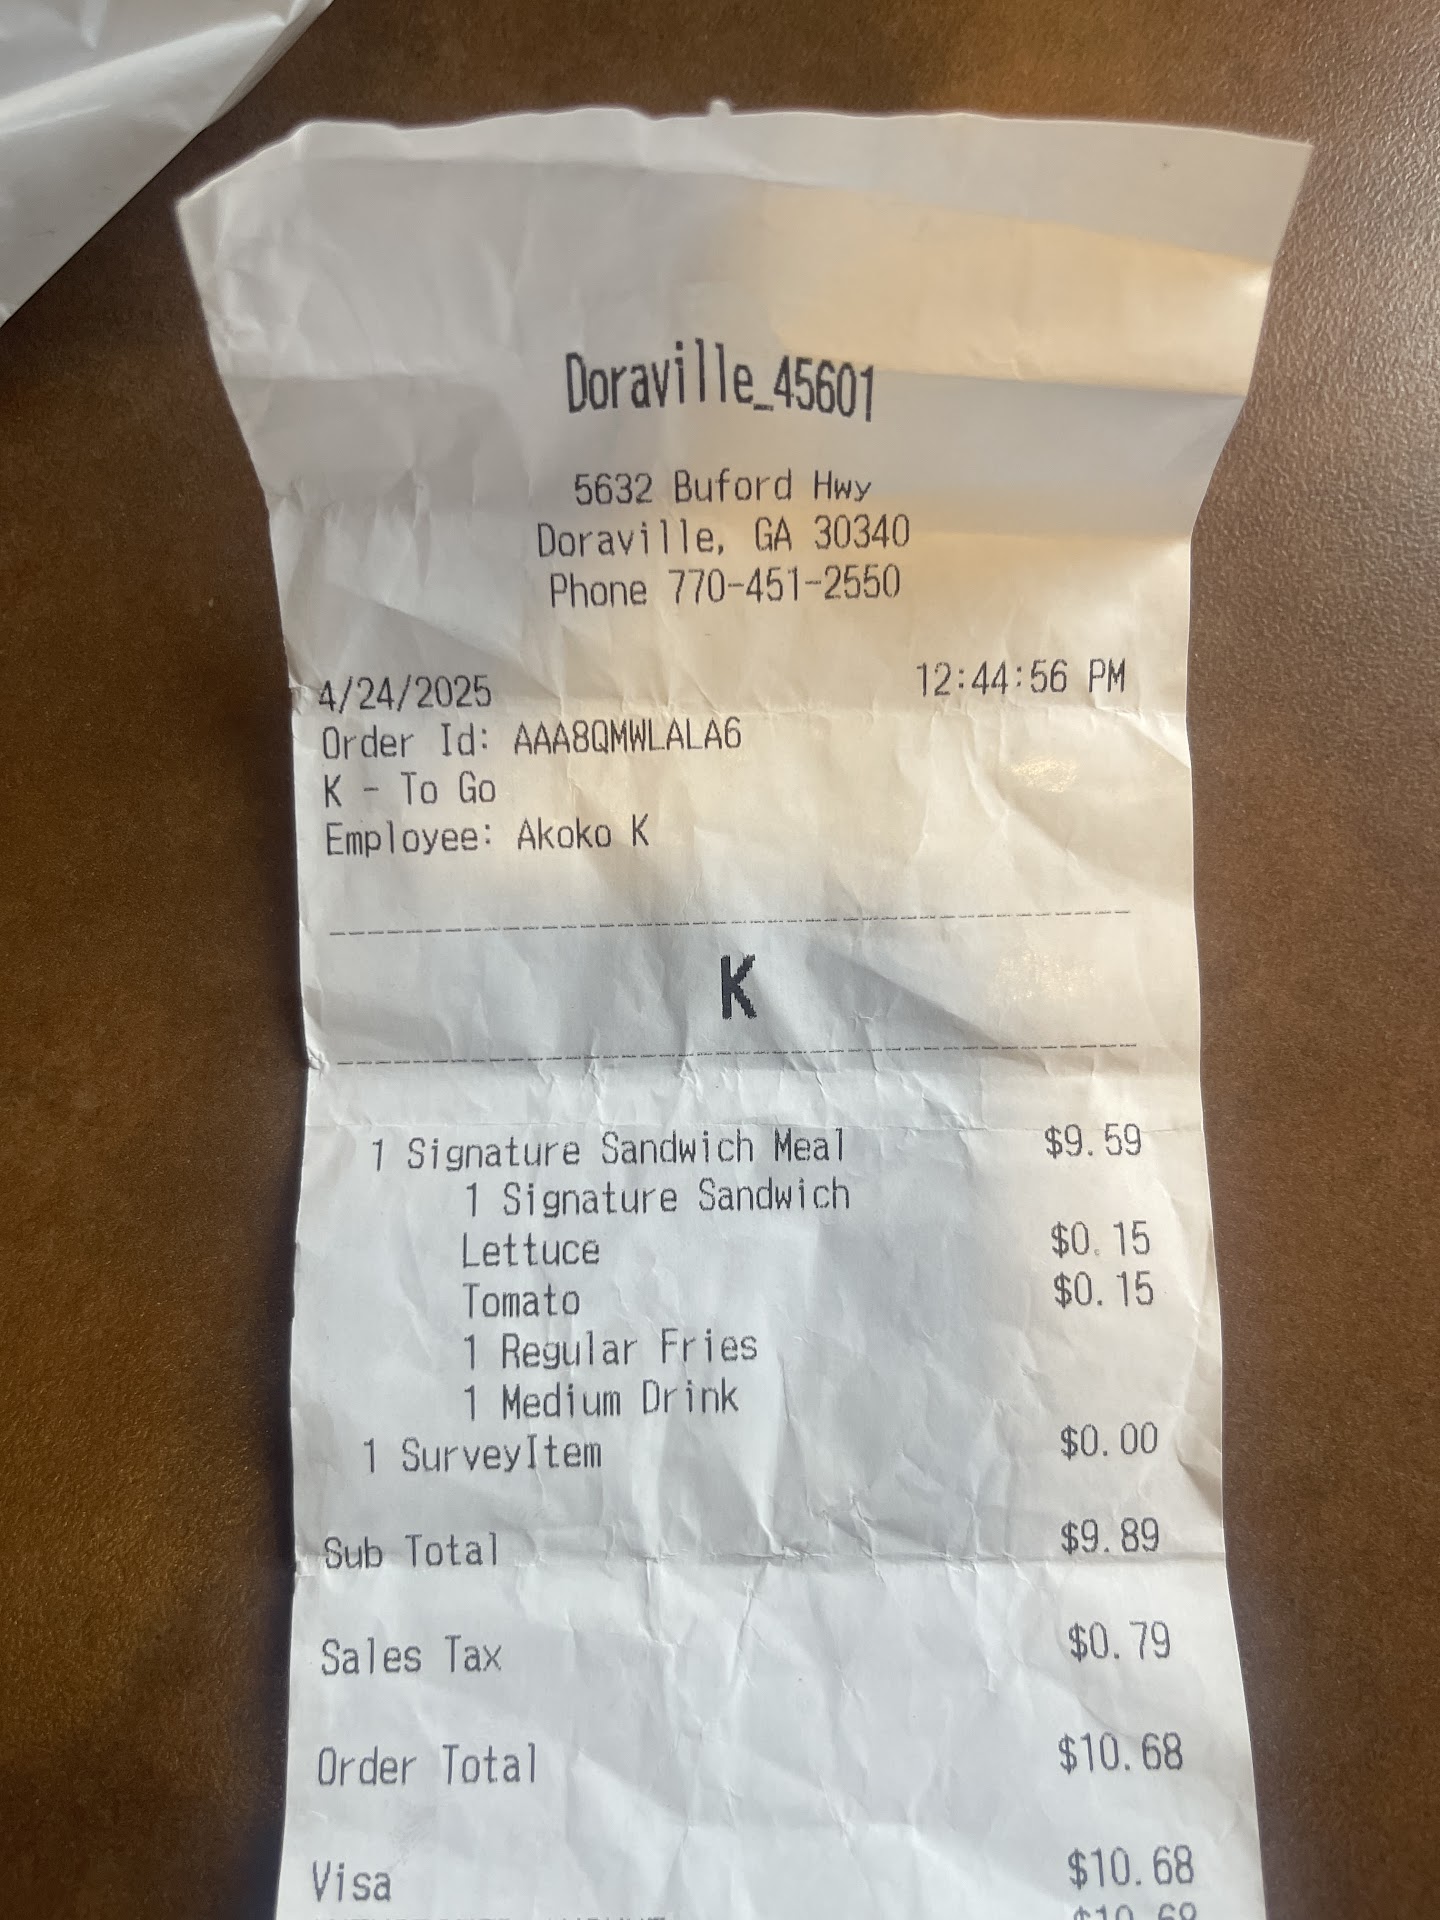 Doraville_45601
5632 Buford Hwy
Doraville, GA 30340
Phone 770-451-2550
4/24/2025 12:44:56 PM
Order Id: AAA8QMWLALA6
K - To Go
Employee: Akoko K
K
1 Signature Sandwich Meal $9.59
1 Signature Sandwich
Lettuce $0.15
Tomato $0.15
1 Regular Fries
1 Medium Drink
1 SurveyItem $0.00
Sub Total $9.89
Sales Tax $0.79
Order Total $10.68
Visa $10.68